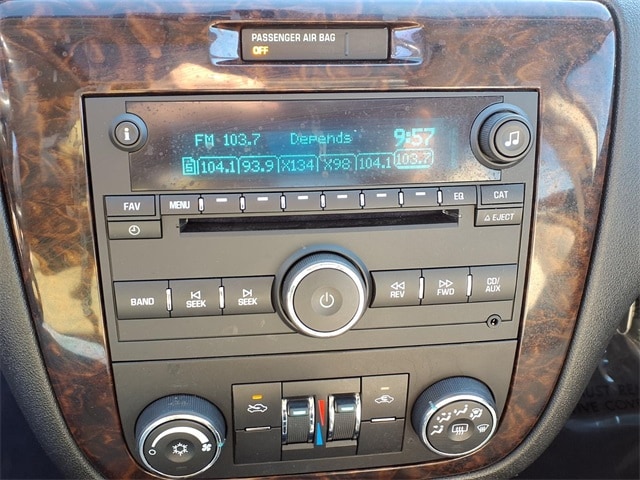 PASSENGER AIR BAG
OFF
FM 103.7 Depends 9:57
5 104.1 93.9 X134 X98 104.1 103.7
FAV MENU EQ CAT
EJECT
BAND SEEK SEEK REV FWD CD/AUX